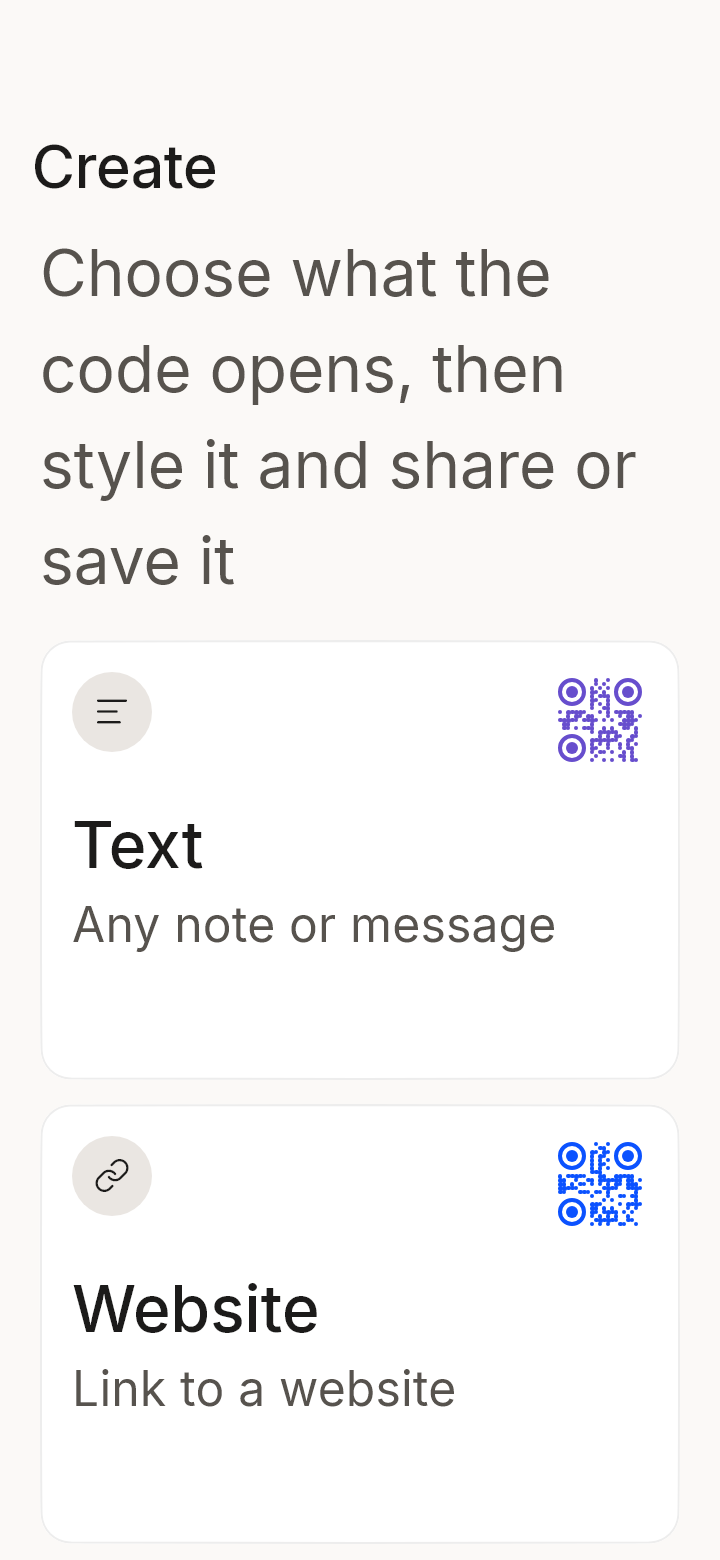 Create
Choose what the
code opens, then
style it and share or
save it
Text
Any note or message
Website
Link to a website